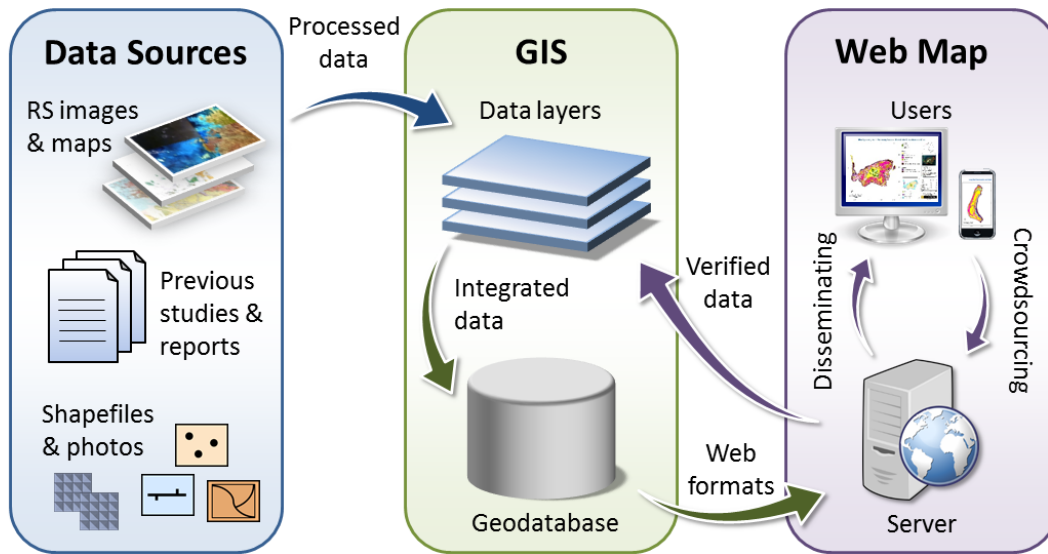 Data Sources
RS images
& maps
Previous
studies &
reports
Shapefiles
& photos
Processed
data
GIS
Data layers
Integrated
data
Geodatabase
Verified
data
Web
formats
Web Map
Users
Disseminating
Crowdsourcing
Server